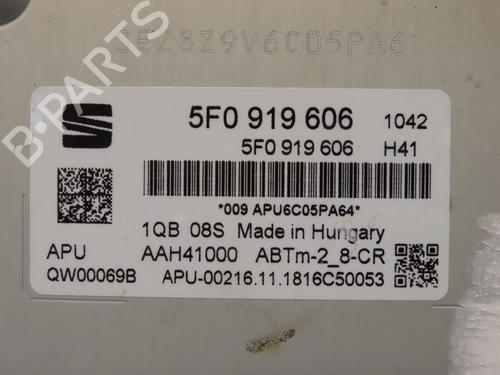 SEZ8Z9V6C05PA6
B-PARTS
5F0 919 606 1042
5F0 919 606 H41
*009 APU6C05PA64*
1QB 08S Made in Hungary
APU AAH41000 ABTm-2_8-CR
QW00069B APU-00216.11.1816C50053